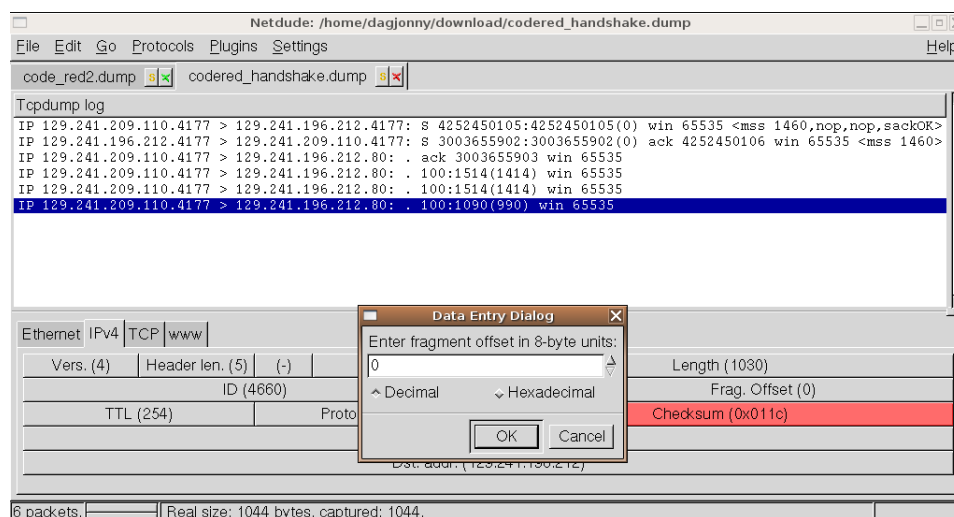 Netdude: /home/dagjonny/download/codered_handshake.dump
File Edit Go Protocols Plugins Settings Help
code_red2.dump s codered_handshake.dump s
Tcpdump log
IP 129.241.209.110.4177 > 129.241.196.212.4177: S 4252450105:4252450105(0) win 65535 <mss 1460,nop,nop,sackOK>
IP 129.241.196.212.4177 > 129.241.209.110.4177: S 3003655902:3003655902(0) ack 4252450106 win 65535 <mss 1460>
IP 129.241.209.110.4177 > 129.241.196.212.80: . ack 3003655903 win 65535
IP 129.241.209.110.4177 > 129.241.196.212.80: . 100:1514(1414) win 65535
IP 129.241.209.110.4177 > 129.241.196.212.80: . 100:1514(1414) win 65535
IP 129.241.209.110.4177 > 129.241.196.212.80: . 100:1090(990) win 65535
Data Entry Dialog
Enter fragment offset in 8-byte units:
0
Decimal Hexadecimal
OK Cancel
Ethernet IPv4 TCP www
Vers. (4) Header len. (5) (-) Length (1030)
ID (4660) Frag. Offset (0)
TTL (254) Proto Checksum (0x011c)
Dst. addr. (129.241.196.212)
6 packets. Real size: 1044 bytes, captured: 1044.